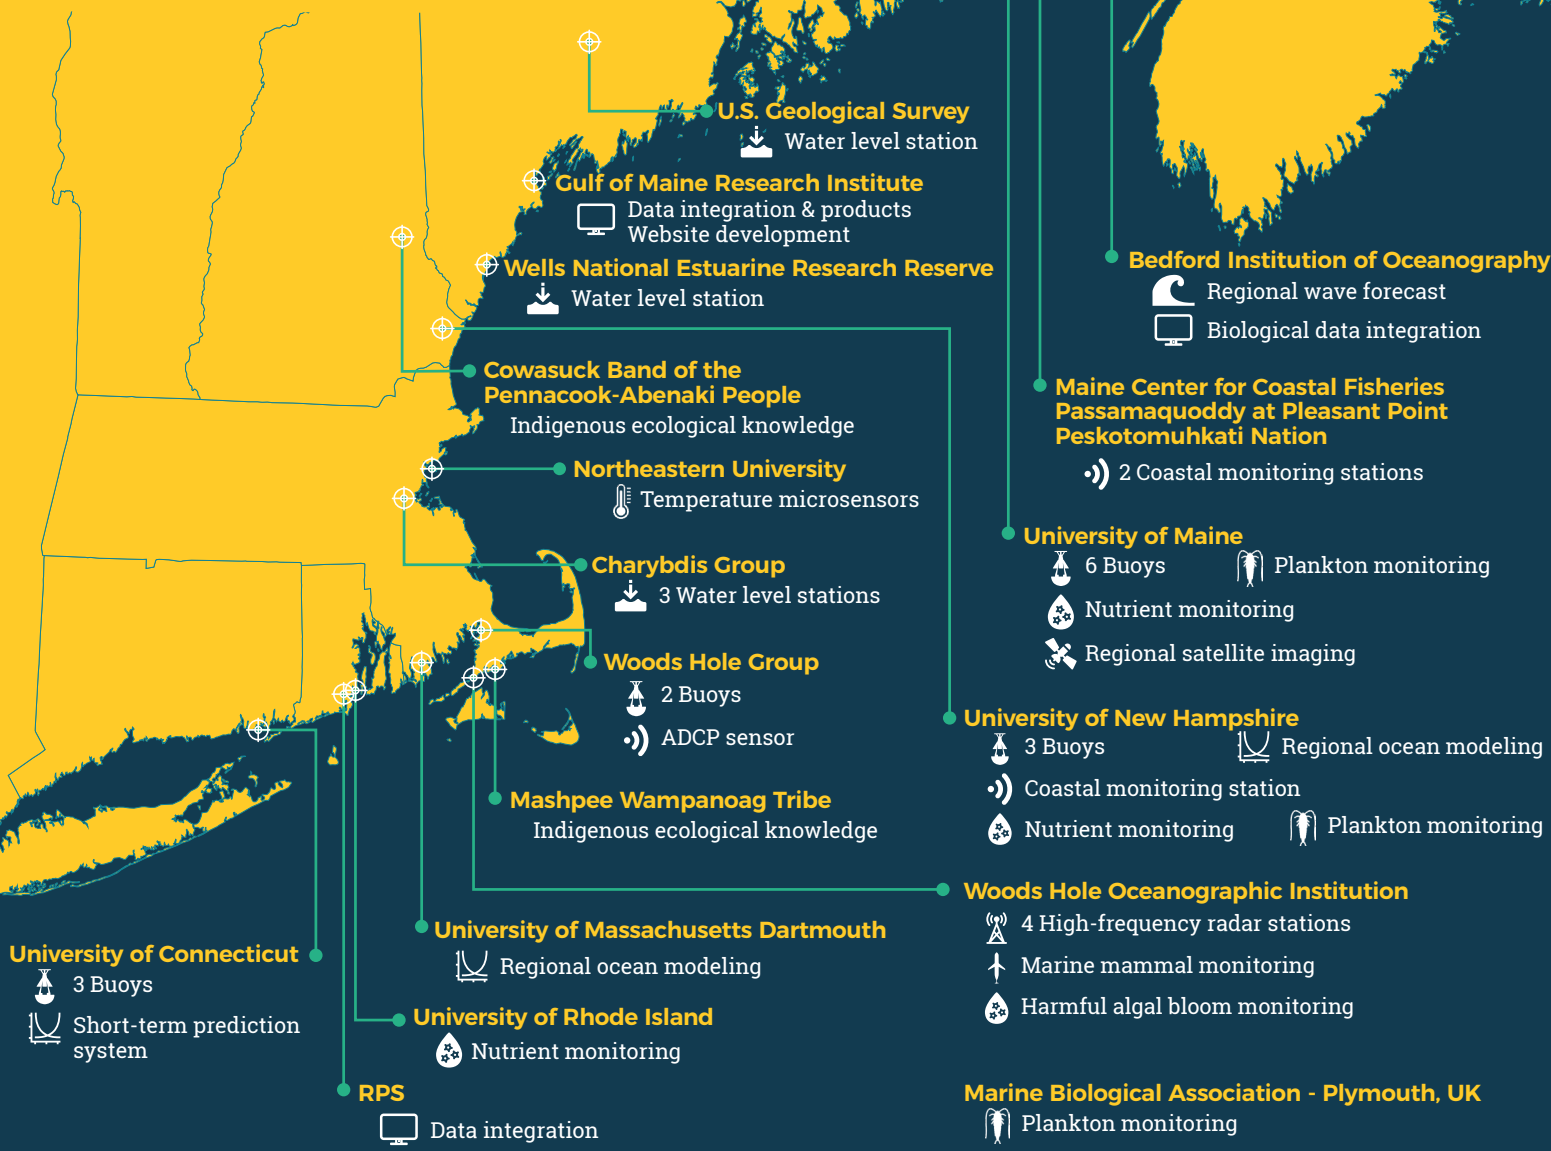 U.S. Geological Survey
Water level station
Gulf of Maine Research Institute
Data integration & products
Website development
Wells National Estuarine Research Reserve
Water level station
Cowasuck Band of the
Pennacook-Abenaki People
Indigenous ecological knowledge
Northeastern University
Temperature microsensors
Charybdis Group
3 Water level stations
Woods Hole Group
2 Buoys
ADCP sensor
Mashpee Wampanoag Tribe
Indigenous ecological knowledge
University of Massachusetts Dartmouth
Regional ocean modeling
University of Connecticut
3 Buoys
Short-term prediction
system
University of Rhode Island
Nutrient monitoring
RPS
Data integration
Bedford Institution of Oceanography
Regional wave forecast
Biological data integration
Maine Center for Coastal Fisheries
Passamaquoddy at Pleasant Point
Peskotomuhkati Nation
2 Coastal monitoring stations
University of Maine
6 Buoys
Plankton monitoring
Nutrient monitoring
Regional satellite imaging
University of New Hampshire
3 Buoys
Regional ocean modeling
Coastal monitoring station
Nutrient monitoring
Plankton monitoring
Woods Hole Oceanographic Institution
4 High-frequency radar stations
Marine mammal monitoring
Harmful algal bloom monitoring
Marine Biological Association - Plymouth, UK
Plankton monitoring